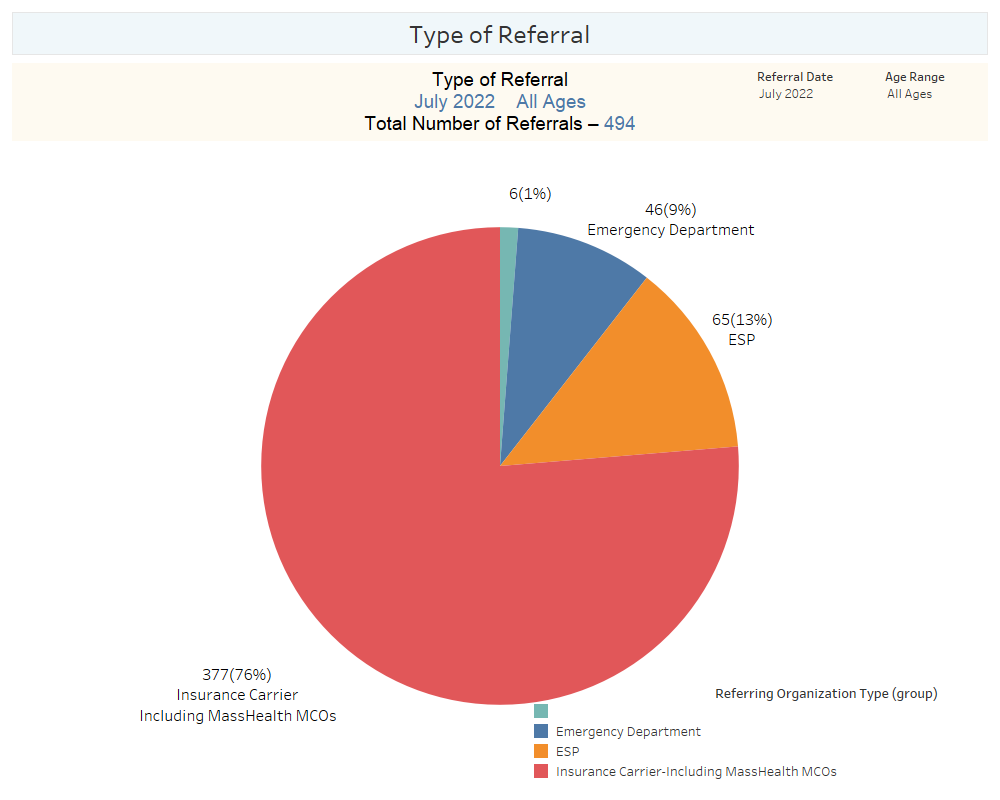 Type of Referral
Type of Referral
July 2022 All Ages
Total Number of Referrals – 494
Referral Date
July 2022
Age Range
All Ages
6(1%)
46(9%)
Emergency Department
65(13%)
ESP
377(76%)
Insurance Carrier
Including MassHealth MCOs
Referring Organization Type (group)
Emergency Department
ESP
Insurance Carrier-Including MassHealth MCOs